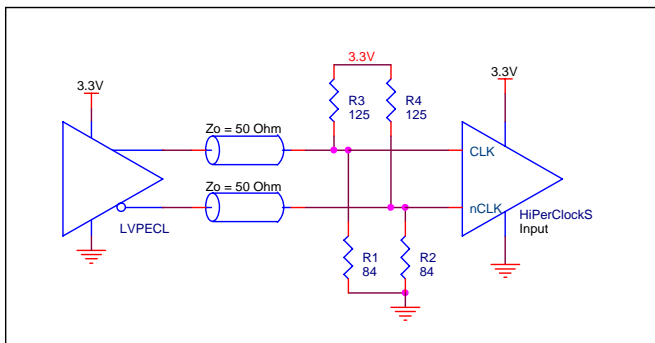 3.3V
3.3V
3.3V
R3
125
R4
125
Zo = 50 Ohm
CLK
Zo = 50 Ohm
nCLK
LVPECL
HiPerClockS
Input
R1
84
R2
84